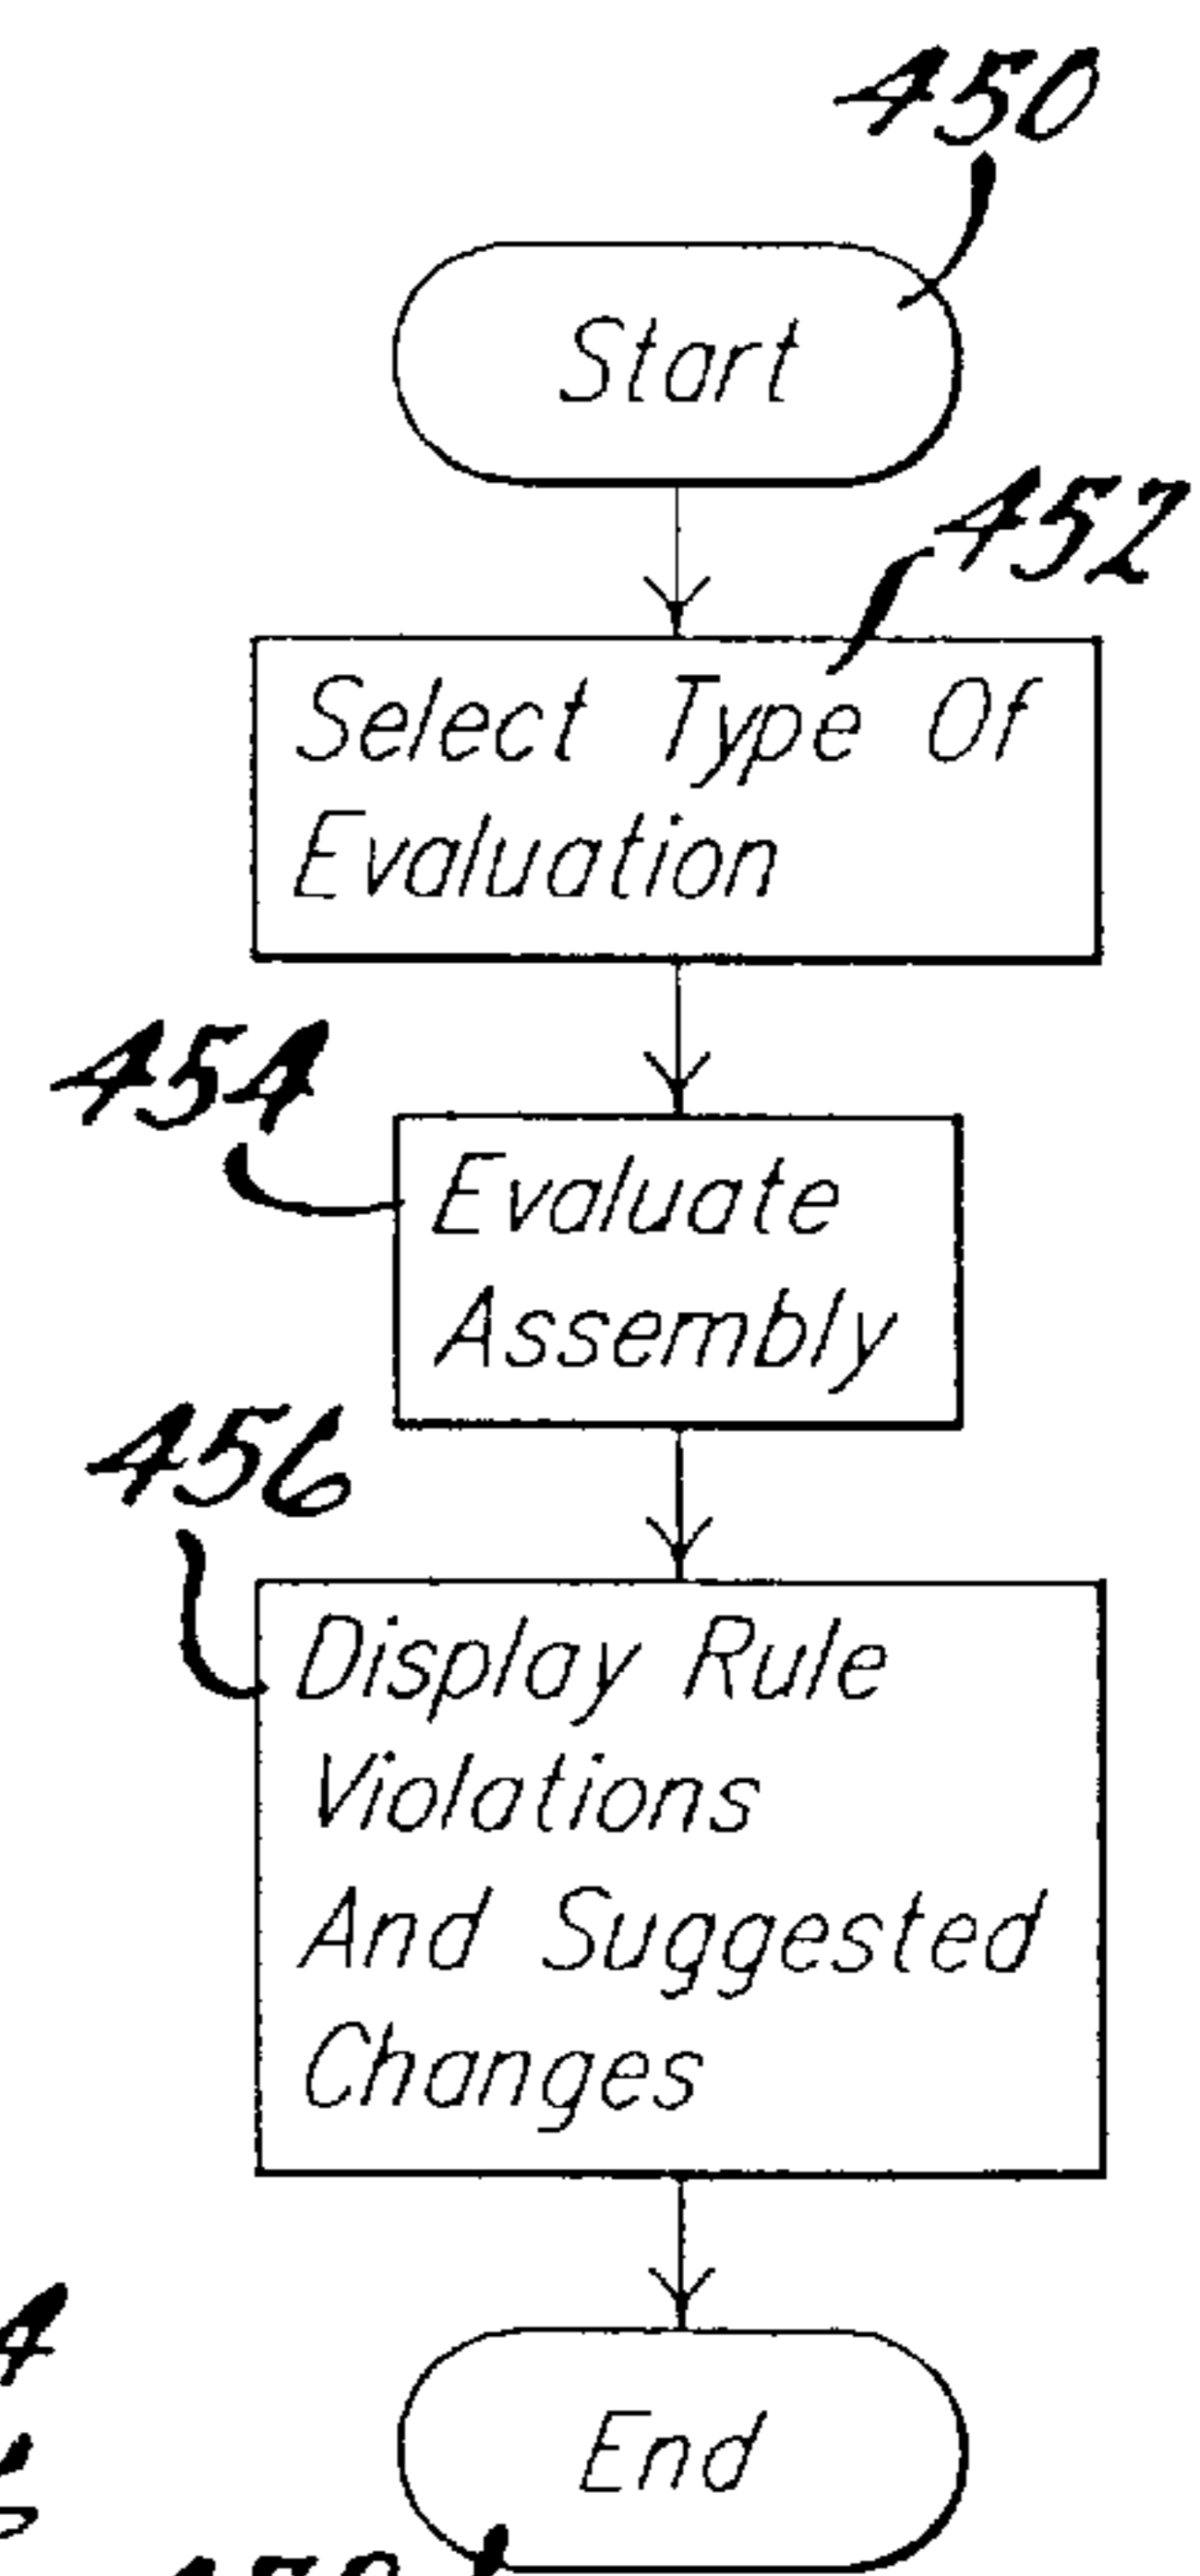 450
Start
452
Select Type Of
Evaluation
454
Evaluate
Assembly
456
Display Rule
Violations
And Suggested
Changes
End